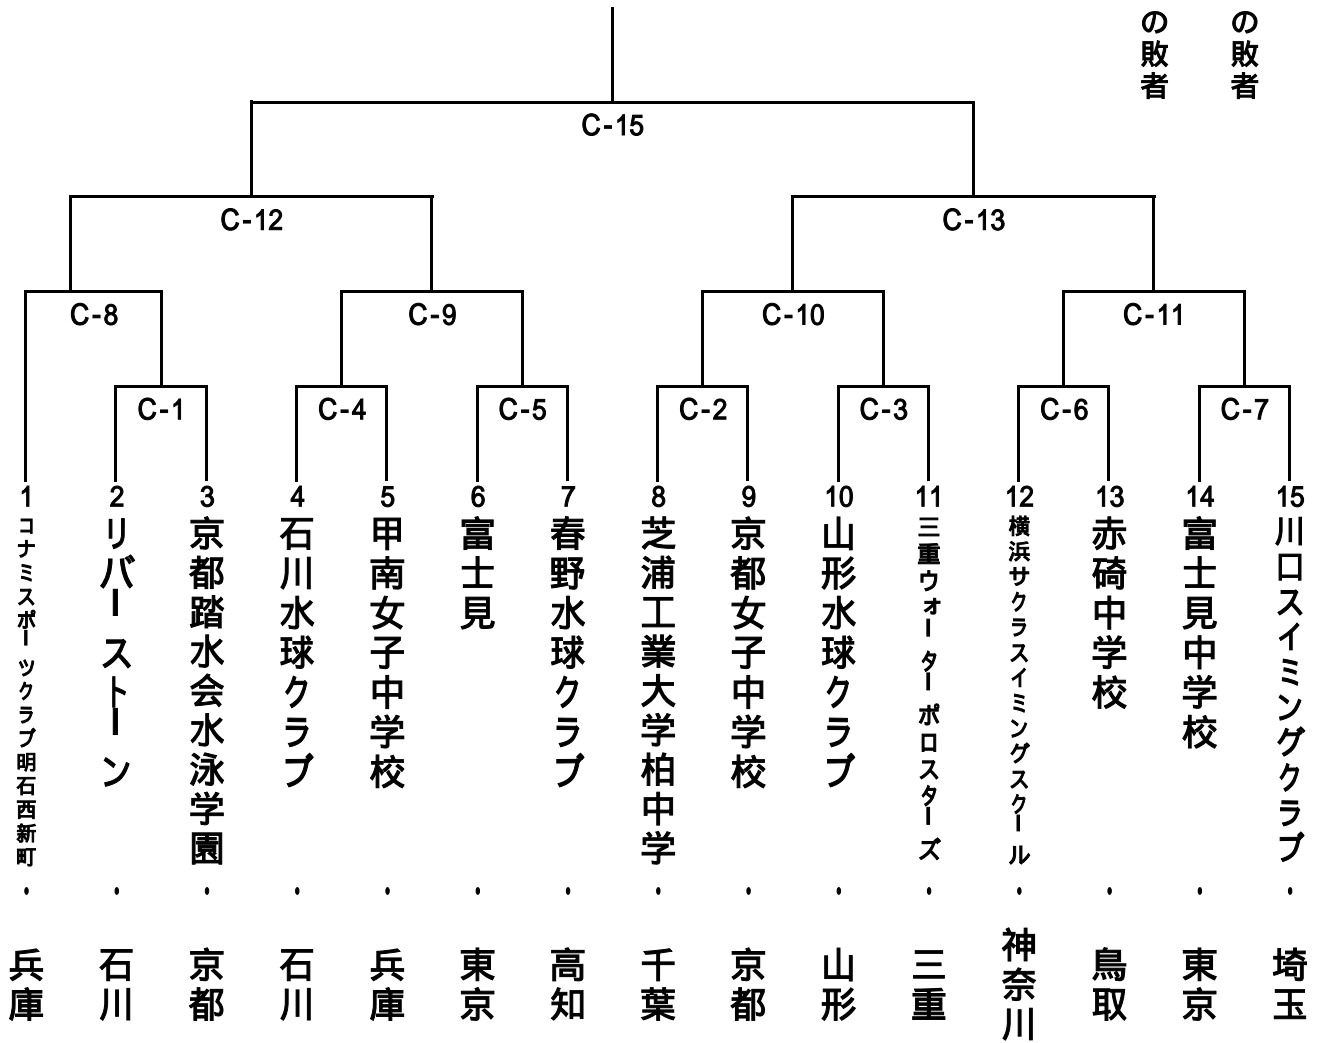 の敗者
の敗者
C-15
C-12
C-13
C-8
C-9
C-10
C-11
C-1
C-4
C-5
C-2
C-3
C-6
C-7
1 コナミスポーツクラブ明石西新町・兵庫
2 リバーストーン・石川
3 京都踏水会水泳学園・京都
4 石川水球クラブ・石川
5 甲南女子中学校・兵庫
6 富士見・東京
7 春野水球クラブ・高知
8 芝浦工業大学柏中学・千葉
9 京都女子中学校・京都
10 山形水球クラブ・山形
11 三重ウォーターポロスターズ・三重
12 横浜サクラスイミングスクール・神奈川
13 赤碕中学校・鳥取
14 富士見中学校・東京
15 川口スイミングクラブ・埼玉